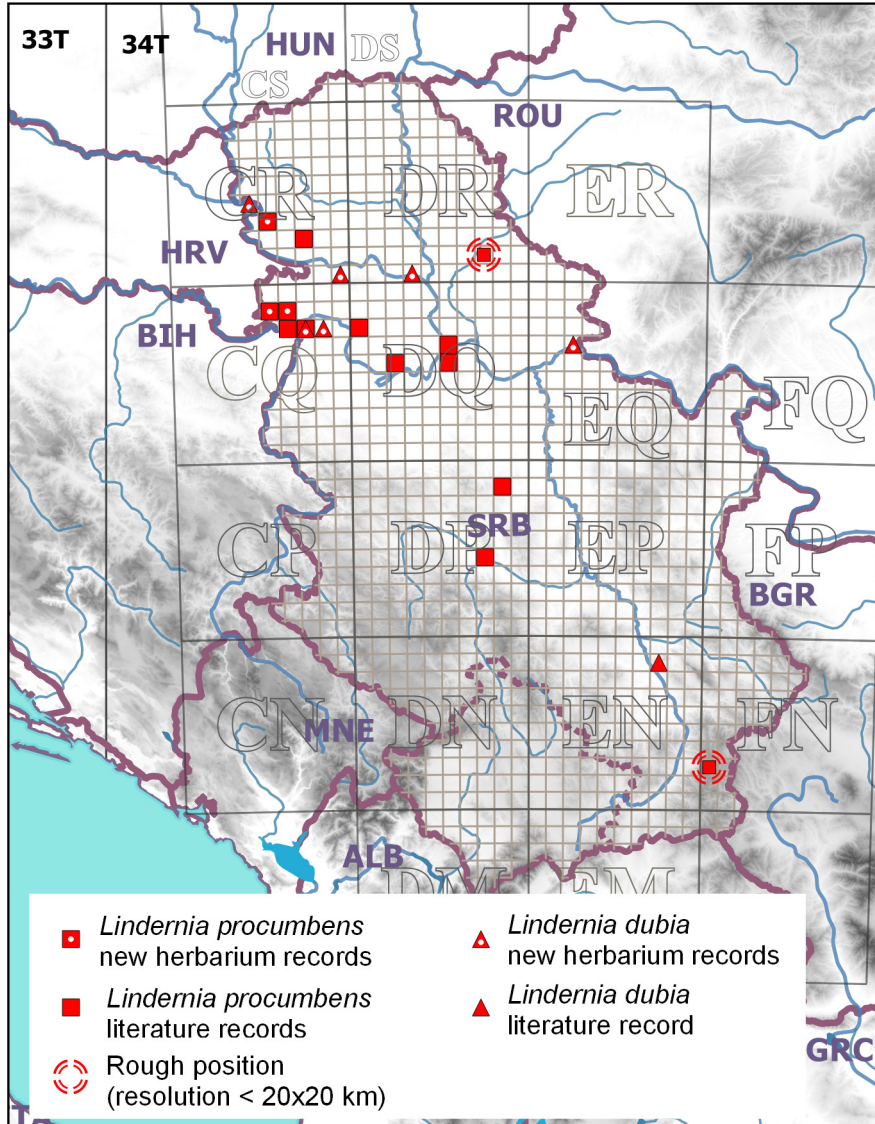 33T
34T
HUN
DS
CS
ROU
CR
DR
ER
HRV
BIH
CQ
DQ
EQ
FQ
SRB
CP
DP
EP
FP
BGR
CN
MNE
DN
EN
FN
ALB
DM
EM
Lindernia procumbens
new herbarium records
Lindernia dubia
new herbarium records
Lindernia procumbens
literature records
Lindernia dubia
literature record
Rough position
(resolution < 20x20 km)
GRC